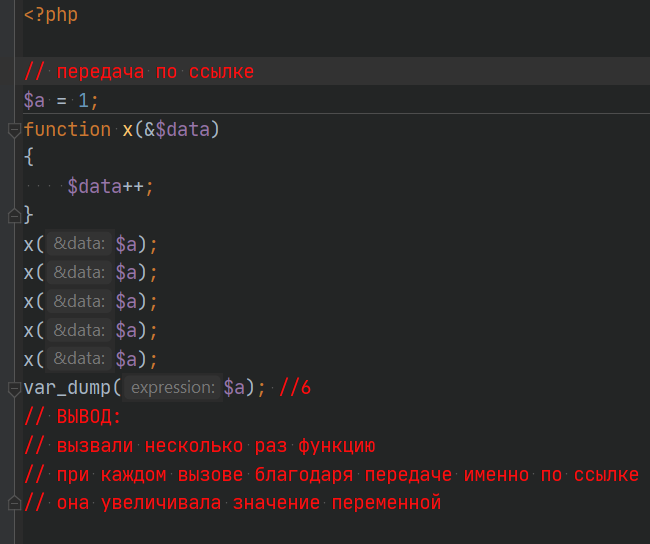 <?php
// передача по ссылке
$a = 1;
function x(&$data)
{
    $data++;
}
x( &data: $a);
x( &data: $a);
x( &data: $a);
x( &data: $a);
x( &data: $a);
var_dump( expression: $a); //6
// ВЫВОД:
// вызвали несколько раз функцию
// при каждом вызове благодаря передаче именно по ссылке
// она увеличивала значение переменной